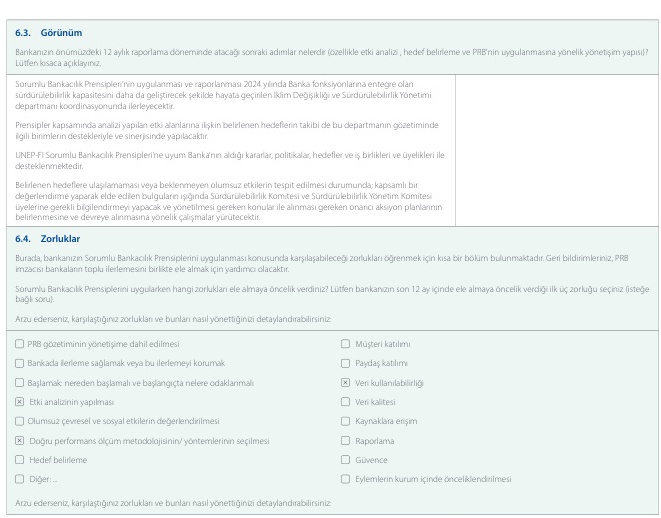 6.3. Görünüm
Bankanızın önümüzdeki 12 aylık raporlama döneminde atacağı sonraki adımlar nelerdir (özellikle etki analizi , hedef belirleme ve PRB'nin uygulanmasına yönelik yönetişim yapısı)?
Lütfen kısaca açıklayınız.
Sorumlu Bankacılık Prensipleri'nin uygulanması ve raporlanması 2024 yılında Banka fonksiyonlarına entegre olan
sürdürülebilirlik kapasitesini daha da geliştirecek şekilde hayata geçirilen İklim Değişikliği ve Sürdürülebilirlik Yönetimi
departmanı koordinasyonunda ilerleyecektir.
Prensipler kapsamında analizi yapılan etki alanlarına ilişkin belirlenen hedeflerin takibi de bu departmanın gözetiminde
ilgili birimlerin destekleriyle ve sinerjisinde yapılacaktır.
UNEP-FI Sorumlu Bankacılık Prensipleri'ne uyum Banka'nın aldığı kararlar, politikalar, hedefler ve iş birlikleri ve üyelikleri ile
desteklenmektedir.
Belirlenen hedeflere ulaşılamaması veya beklenmeyen olumsuz etkilerin tespit edilmesi durumunda; kapsamlı bir
değerlendirme yaparak elde edilen bulguların ışığında Sürdürülebilirlik Komitesi ve Sürdürülebilirlik Yönetim Komitesi
üyelerine gerekli bilgilendirmeyi yapacak ve yönetilmesi gereken konular ile alınması gereken onarıcı aksiyon planlarının
belirlenmesine ve devreye alınmasına yönelik çalışmalar yürütecektir.
6.4. Zorluklar
Burada, bankanızın Sorumlu Bankacılık Prensiplerini uygulanması konusunda karşılaşabileceği zorlukları öğrenmek için kısa bir bölüm bulunmaktadır. Geri bildirimleriniz, PRB
imzacısı bankaların toplu ilerlemesini birlikte ele almak için yardımcı olacaktır.
Sorumlu Bankacılık Prensiplerini uygularken hangi zorlukları ele almaya öncelik verdiniz? Lütfen bankanızın son 12 ay içinde ele almaya öncelik verdiği ilk üç zorluğu seçiniz (isteğe
bağlı soru).
Arzu ederseniz, karşılaştığınız zorlukları ve bunları nasıl yönettiğinizi detaylandırabilirsiniz:
☐ PRB gözetiminin yönetişime dahil edilmesi
☐ Bankada ilerleme sağlamak veya bu ilerlemeyi korumak
☐ Başlamak: nereden başlamalı ve başlangıçta nelere odaklanmalı
☒ Etki analizinin yapılması
☐ Olumsuz çevresel ve sosyal etkilerin değerlendirilmesi
☒ Doğru performans ölçüm metodolojisinin/ yöntemlerinin seçilmesi
☐ Hedef belirleme
☐ Diğer…
☐ Müşteri katılımı
☐ Paydaş katılımı
☒ Veri kullanılabilirliği
☐ Veri kalitesi
☐ Kaynaklara erişim
☐ Raporlama
☐ Güvence
☐ Eylemlerin kurum içinde önceliklendirilmesi
Arzu ederseniz, karşılaştığınız zorlukları ve bunları nasıl yönettiğinizi detaylandırabilirsiniz: